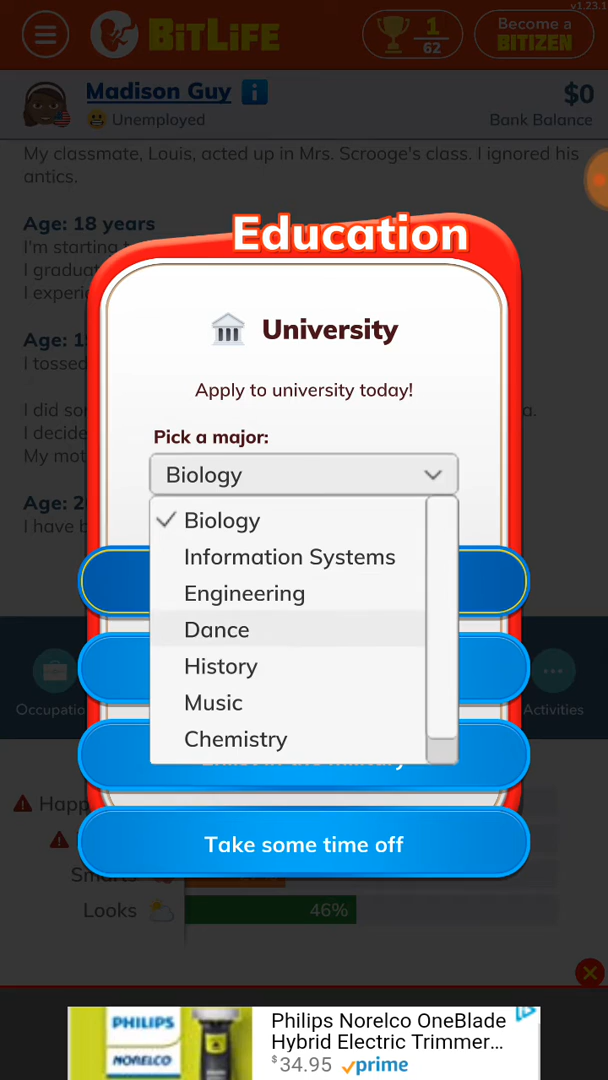 v1.23.1
BitLife
1
62
Become a
BITIZEN
Madison Guy
i
Unemployed
$0
Bank Balance
My classmate, Louis, acted up in Mrs. Scrooge's class. I ignored his
antics.
Age: 18 years
Education
I'm starting
I gradua
I experi
University
Age: 1
I tossed
Apply to university today!
I did so
a.
I decide
Pick a major:
My mot
Biology
Age: 2
I have b
Biology
Information Systems
Engineering
Dance
History
Music
Chemistry
Occupatio
Activities
Take some time off
Happ
Smarts
Looks
46%
PHILIPS
NORELCO
Philips Norelco OneBlade
Hybrid Electric Trimmer...
$34.95 prime